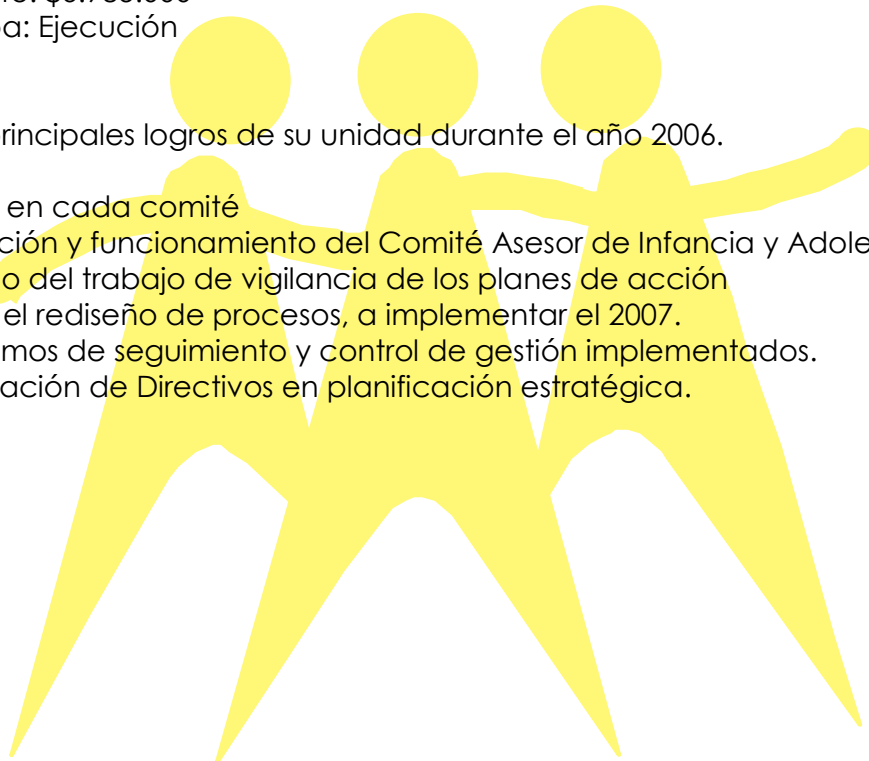 a: Ejecución
rincipales logros de su unidad durante el año 2006.
en cada comité
ción y funcionamiento del Comité Asesor de Infancia y Adole
o del trabajo de vigilancia de los planes de acción
el rediseño de procesos, a implementar el 2007.
mos de seguimiento y control de gestión implementados.
ación de Directivos en planificación estratégica.